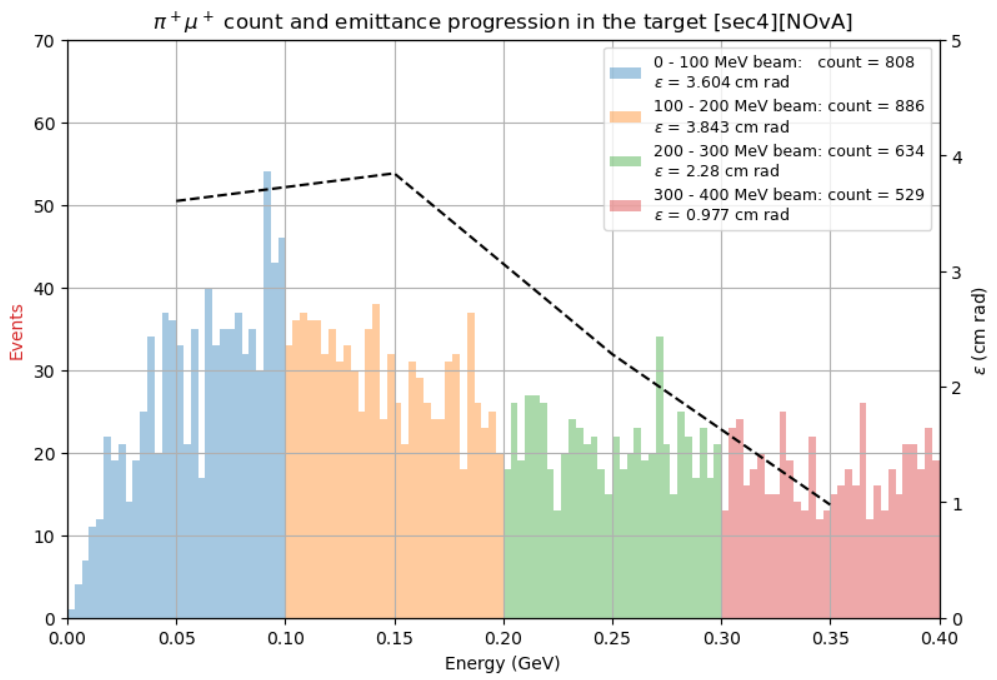 π⁺μ⁺ count and emittance progression in the target [sec4][NOvA]
0 - 100 MeV beam:   count = 808
ε = 3.604 cm rad
100 - 200 MeV beam: count = 886
ε = 3.843 cm rad
200 - 300 MeV beam: count = 634
ε = 2.28 cm rad
300 - 400 MeV beam: count = 529
ε = 0.977 cm rad
70
60
50
40
30
20
10
0
Events
5
4
3
2
1
0
ε (cm rad)
0.00 0.05 0.10 0.15 0.20 0.25 0.30 0.35 0.40
Energy (GeV)